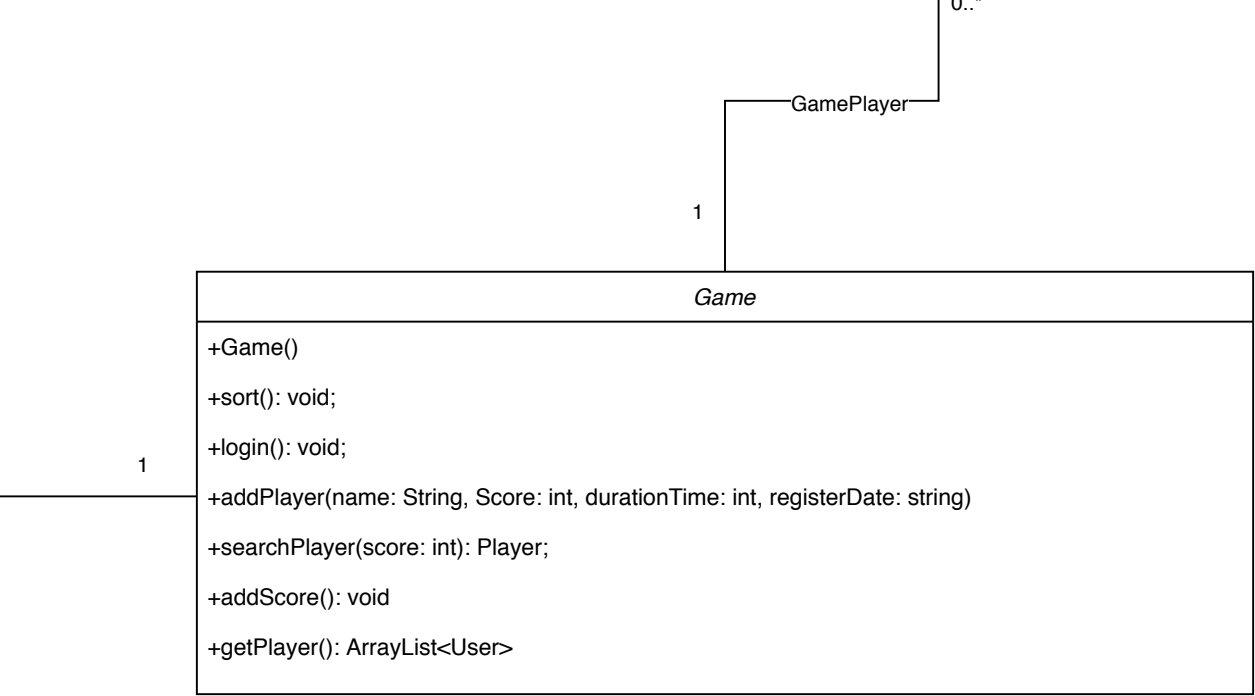 0..*
GamePlayer
1
Game
+Game()
+sort(): void;
+login(): void;
1
+addPlayer(name: String, Score: int, durationTime: int, registerDate: string)
+searchPlayer(score: int): Player;
+addScore(): void
+getPlayer(): ArrayList<User>